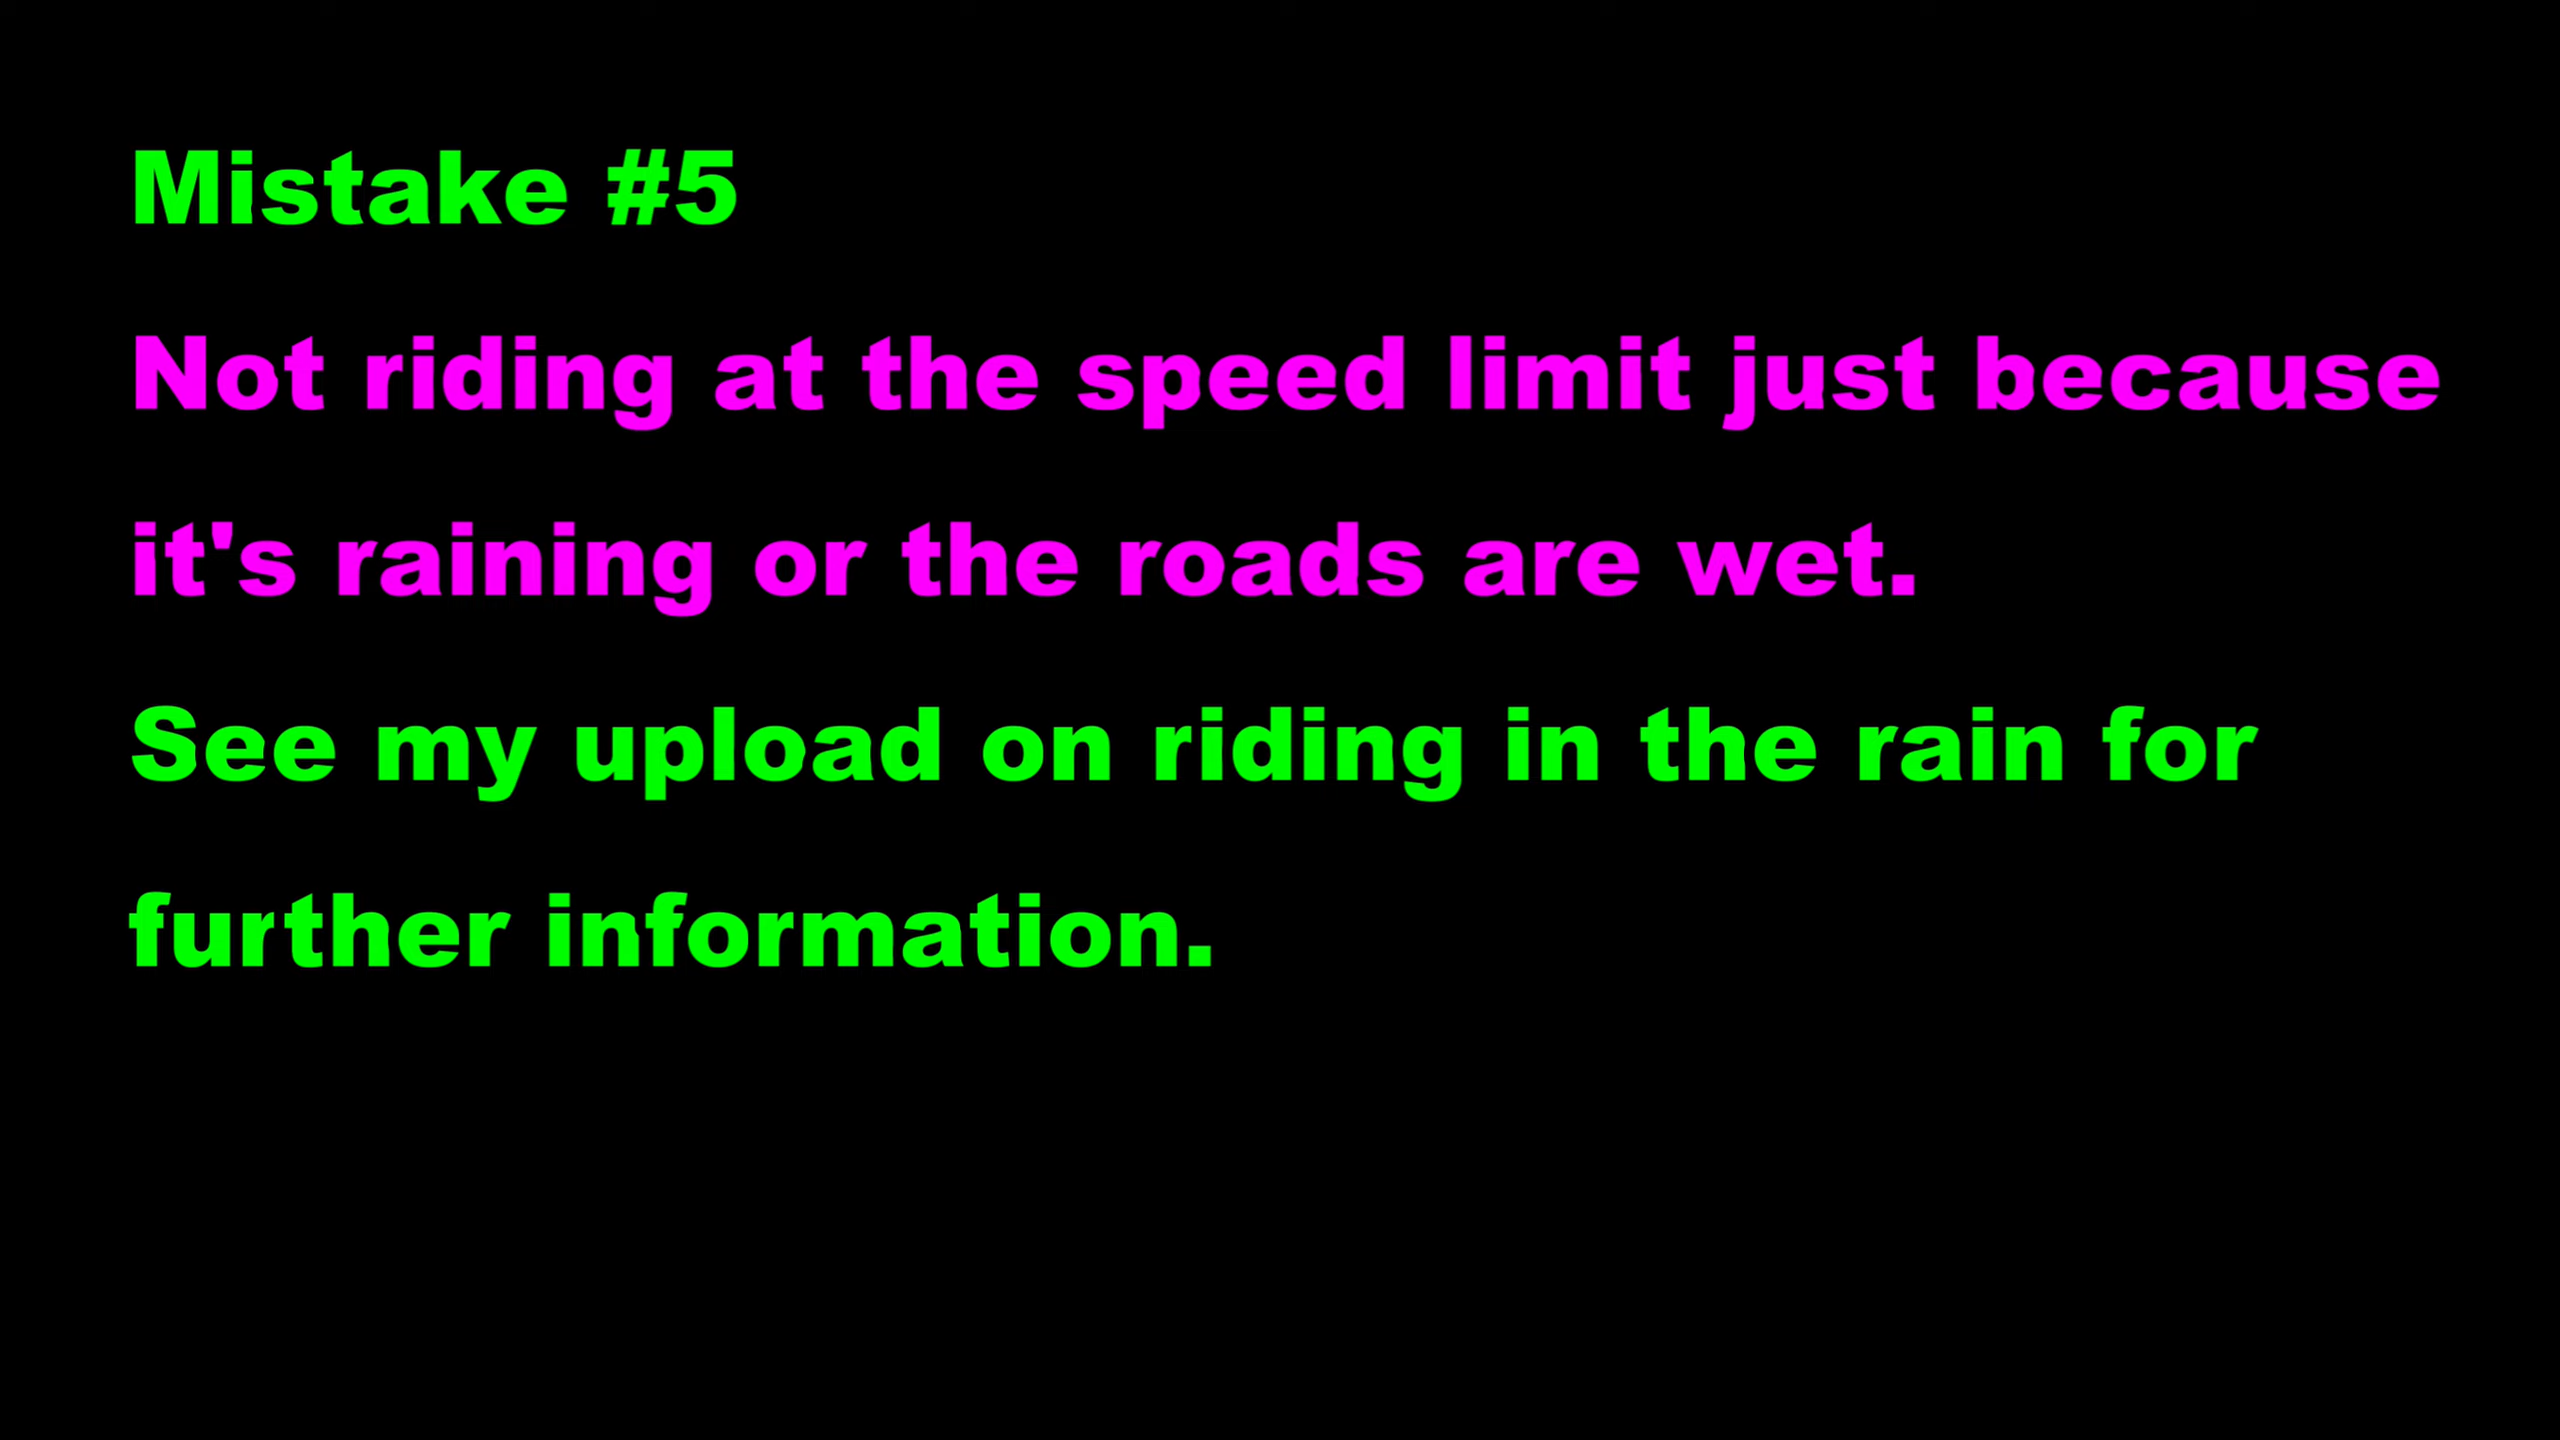 Mistake #5
Not riding at the speed limit just because
it's raining or the roads are wet.
See my upload on riding in the rain for
further information.